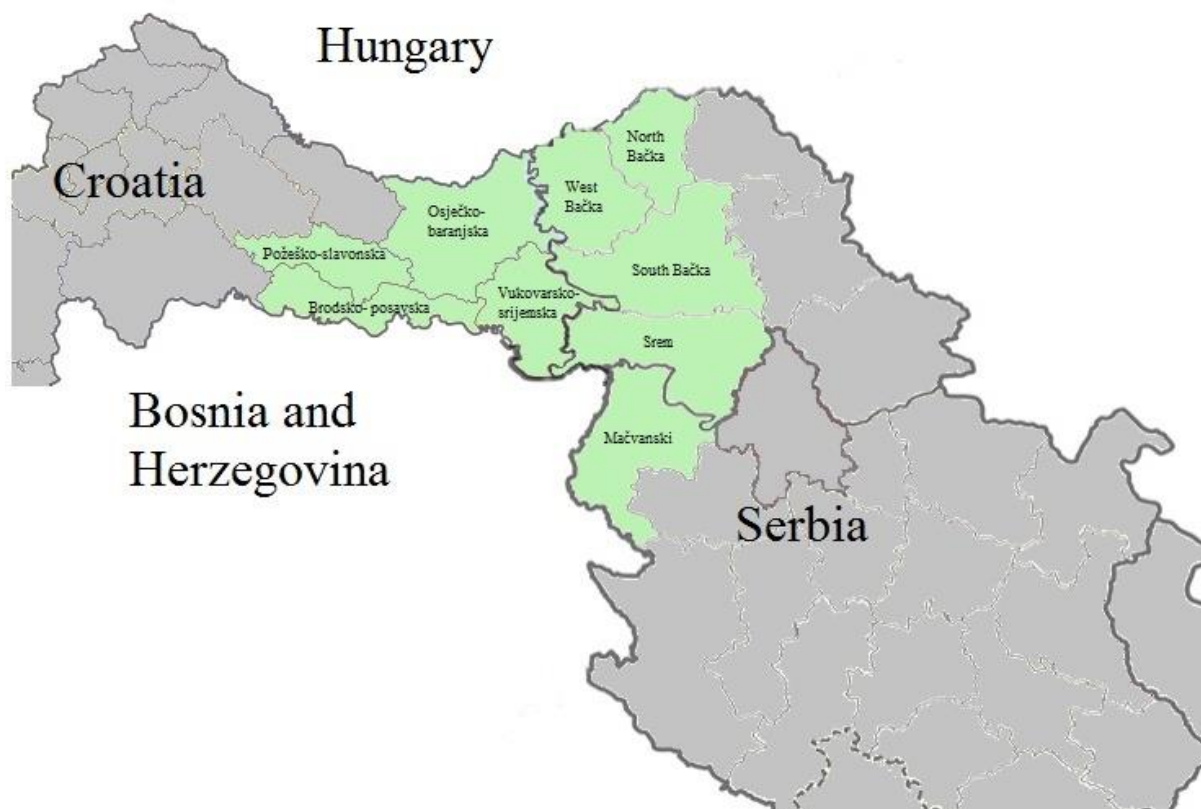 Hungary
Croatia
North
Bačka
West
Bačka
Osječko-
baranjska
Požeško-slavonska
South Bačka
Vukovarsko-
srijemska
Brodsko- posavska
Srem
Bosnia and
Herzegovina
Mačvanski
Serbia